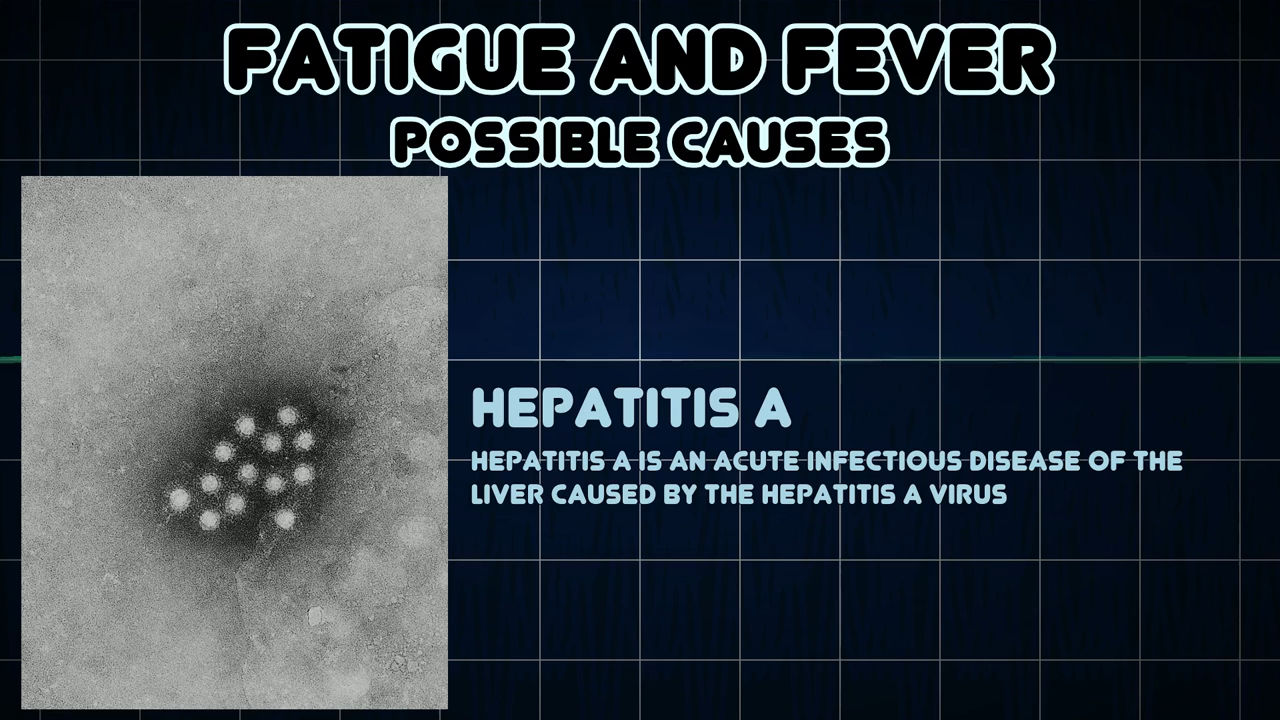 FATIGUE AND FEVER
POSSIBLE CAUSES
HEPATITIS A
HEPATITIS A IS AN ACUTE INFECTIOUS DISEASE OF THE
LIVER CAUSED BY THE HEPATITIS A VIRUS